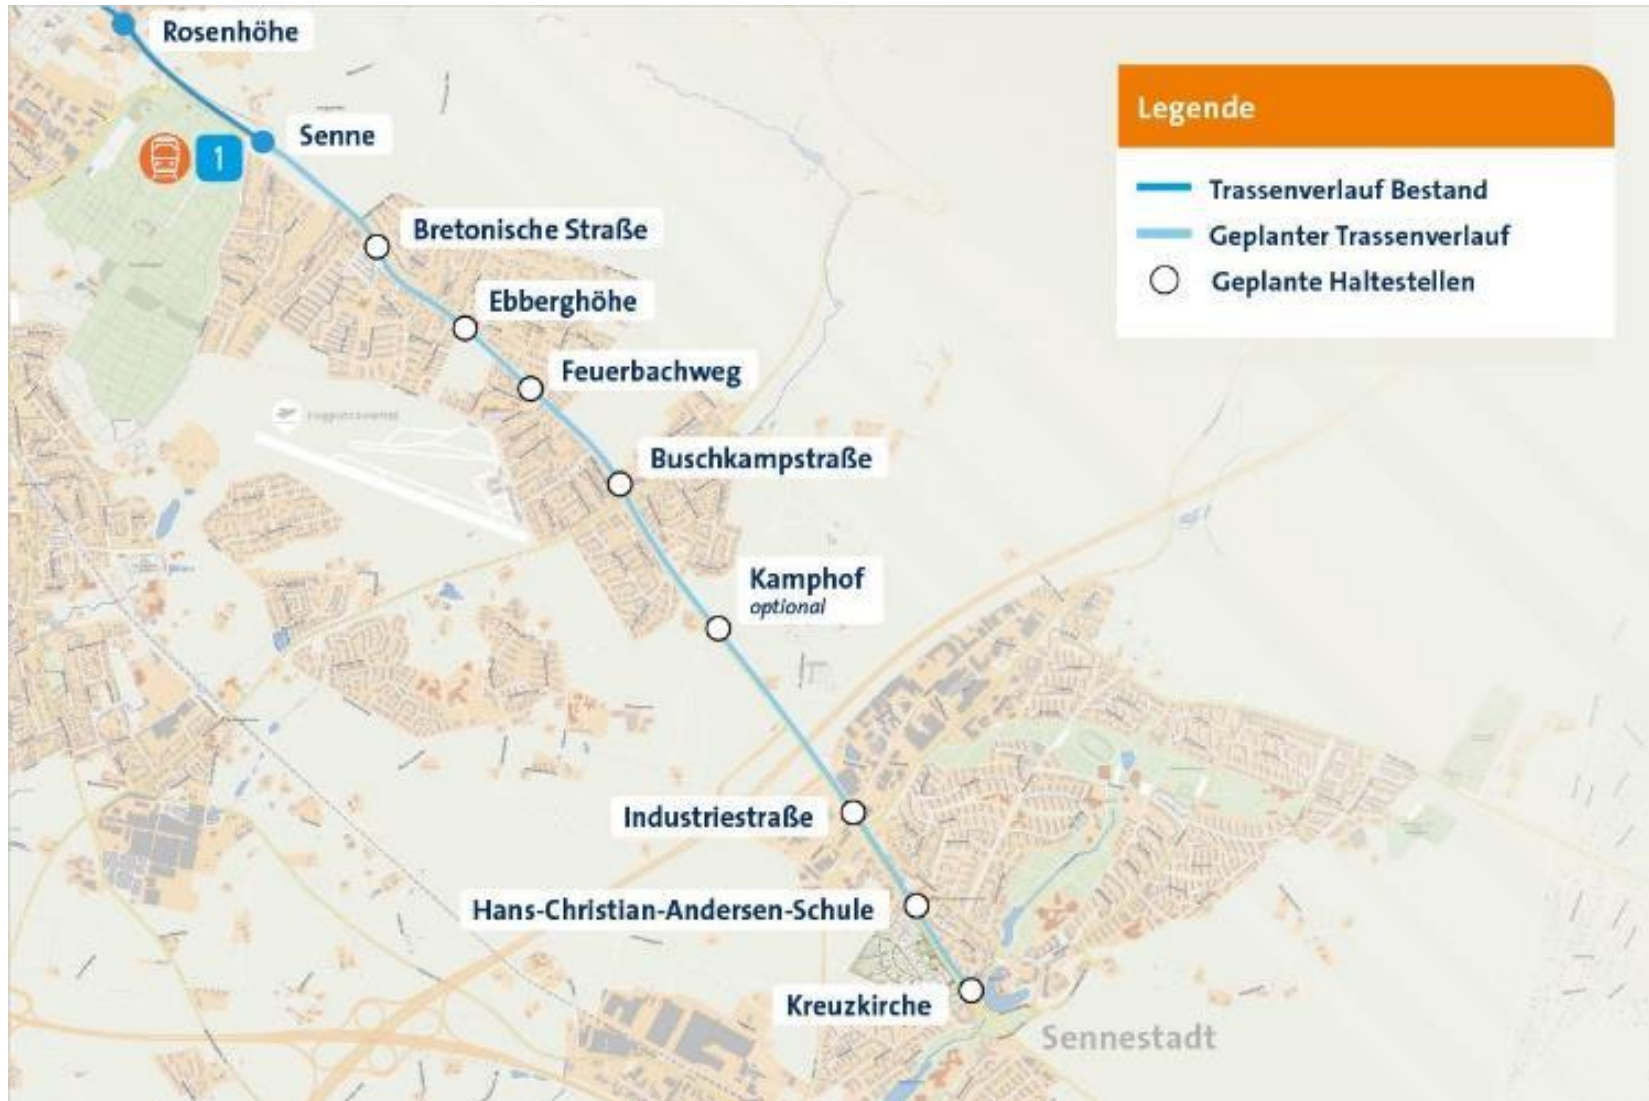 Rosenhöhe
Senne
1
Legende
Trassenverlauf Bestand
Geplanter Trassenverlauf
Geplante Haltestellen
Bretonische Straße
Ebberghöhe
Feuerbachweg
Buschkampstraße
Kamphof
optional
Industriestraße
Hans-Christian-Andersen-Schule
Kreuzkirche
Sennestadt